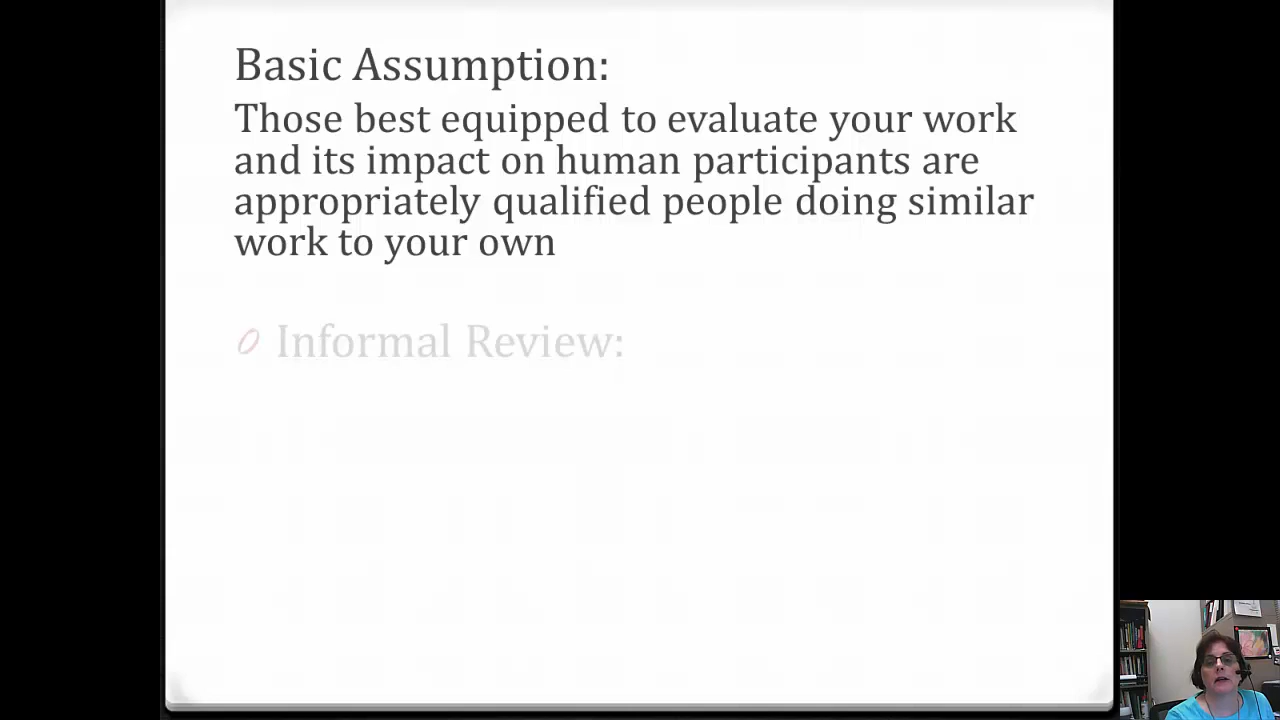 Basic Assumption:
Those best equipped to evaluate your work
and its impact on human participants are
appropriately qualified people doing similar
work to your own
Informal Review: